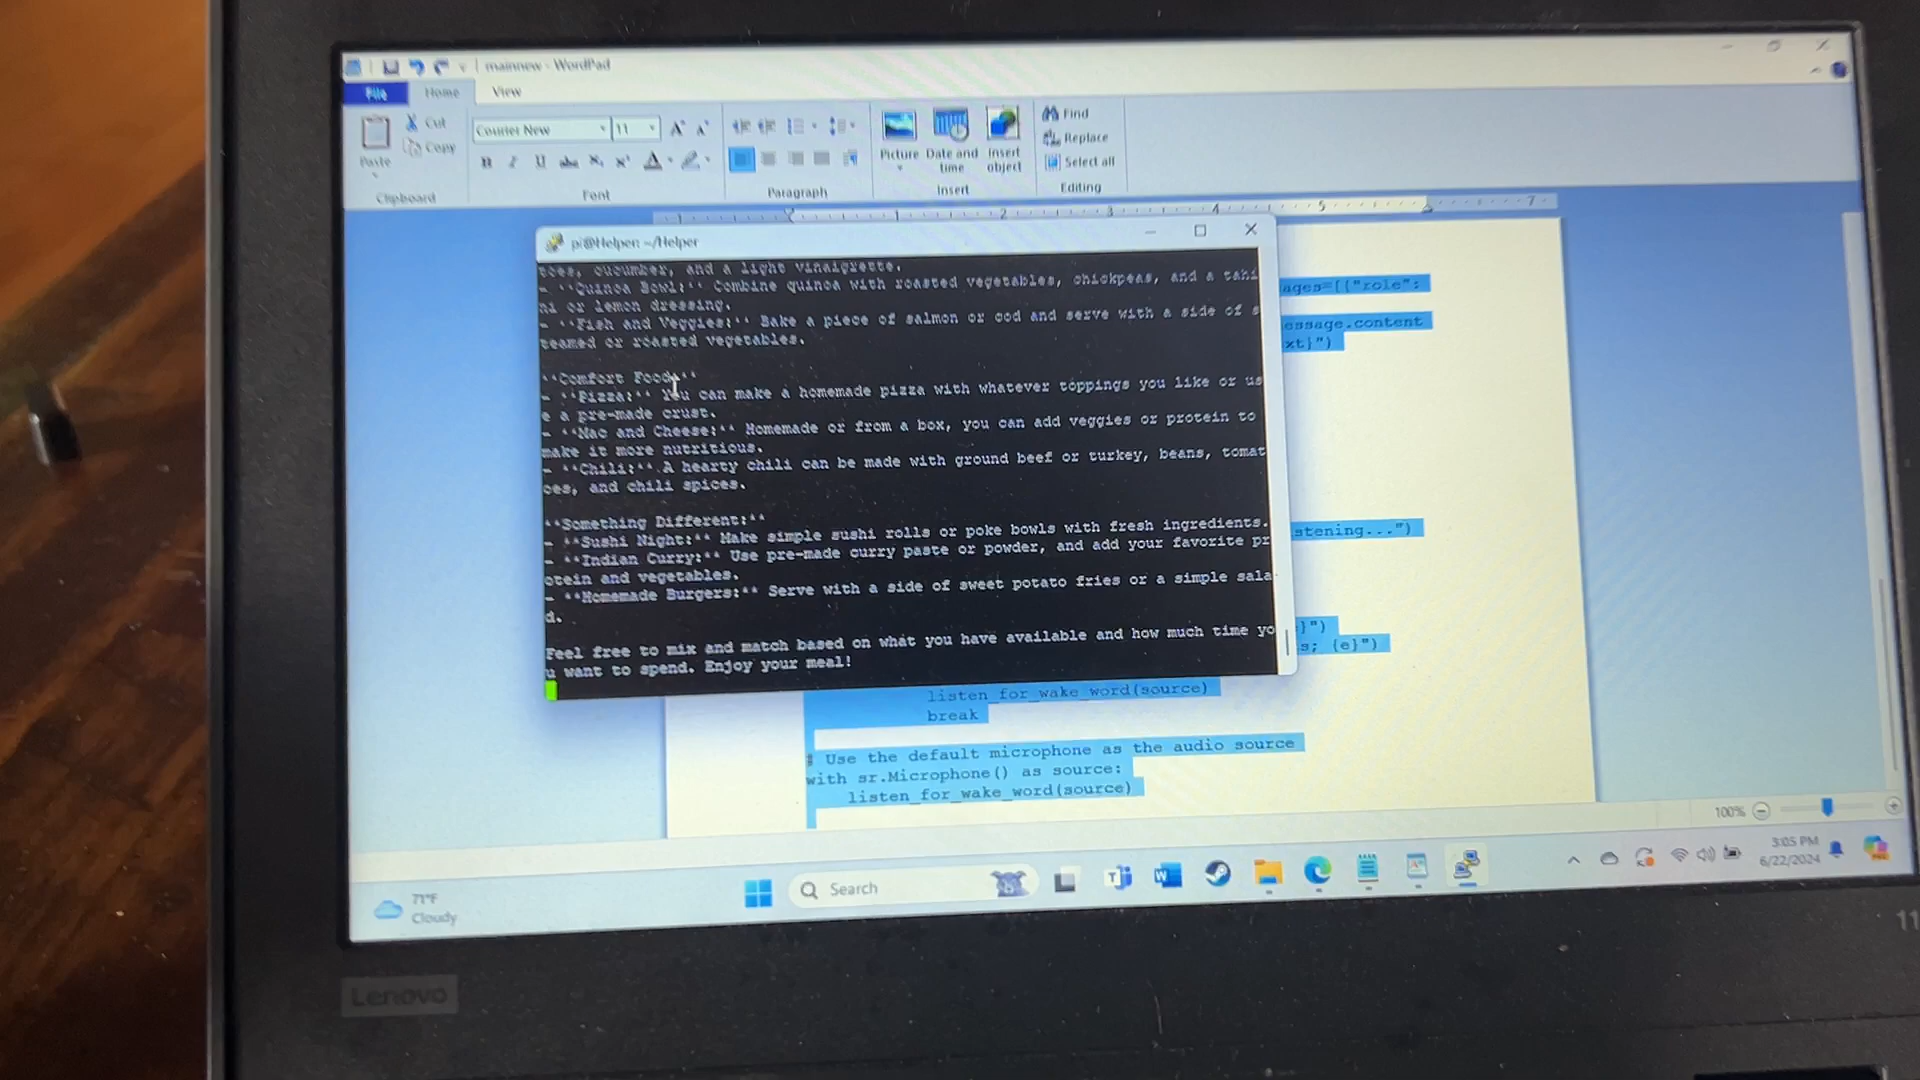 mainnew - WordPad
File Home View
Paste
Cut
Copy
Clipboard
Courier New 11
B I U abc X₂ X²
Font
Paragraph
Picture Date and time Insert object
Insert
Find
Replace
Select all
Editing
1 1 2 3 4 5 7
pi@Helper: ~/Helper
toes, cucumber, and a light vinaigrette.
- **Quinoa Bowl:** Combine quinoa with roasted vegetables, chickpeas, and a tahi
ni or lemon dressing.
- **Fish and Veggies:** Bake a piece of salmon or cod and serve with a side of s
teamed or roasted vegetables.
**Comfort Food:**
- **Pizza:** You can make a homemade pizza with whatever toppings you like or us
e a pre-made crust.
- **Mac and Cheese:** Homemade or from a box, you can add veggies or protein to
make it more nutritious.
- **Chili:** A hearty chili can be made with ground beef or turkey, beans, tomat
oes, and chili spices.
**Something Different:**
- **Sushi Night:** Make simple sushi rolls or poke bowls with fresh ingredients.
- **Indian Curry:** Use pre-made curry paste or powder, and add your favorite pr
otein and vegetables.
- **Homemade Burgers:** Serve with a side of sweet potato fries or a simple sala
d.
Feel free to mix and match based on what you have available and how much time yo
u want to spend. Enjoy your meal!
ages=[{"role":
essage.content
xt}")
stening...")
}")
s; {e}")
listen_for_wake_word(source)
break
# Use the default microphone as the audio source
with sr.Microphone() as source:
listen_for_wake_word(source)
100%
71°F
Cloudy
Search
3:05 PM
6/22/2024
Lenovo
11